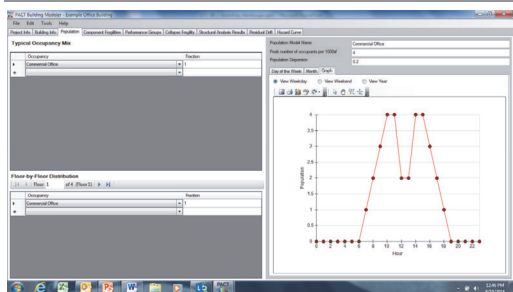 PACT Building Modeler - Example Office Building
File Edit Tools Help
Project Info Building Info Population Component Fragilities Performance Groups Collapse Fragility Structural Analysis Results Residual Drift Hazard Curve
Typical Occupancy Mix
Occupancy Fraction
Commercial Office 1
Floor-by-Floor Distribution
Floor 1 of 4 (Floor 1)
Occupancy Fraction
Commercial Office 1
Population Model Name: Commercial Office
Peak number of occupants per 1000sf 4
Population Dispersion 0.2
Day of the Week Month Graph
View Weekday View Weekend View Year
Population
4
3.5
3
2.5
2
1.5
1
0.5
0
0 2 4 6 8 10 12 14 16 18 20 22
Hour
PACT
12:46 PM